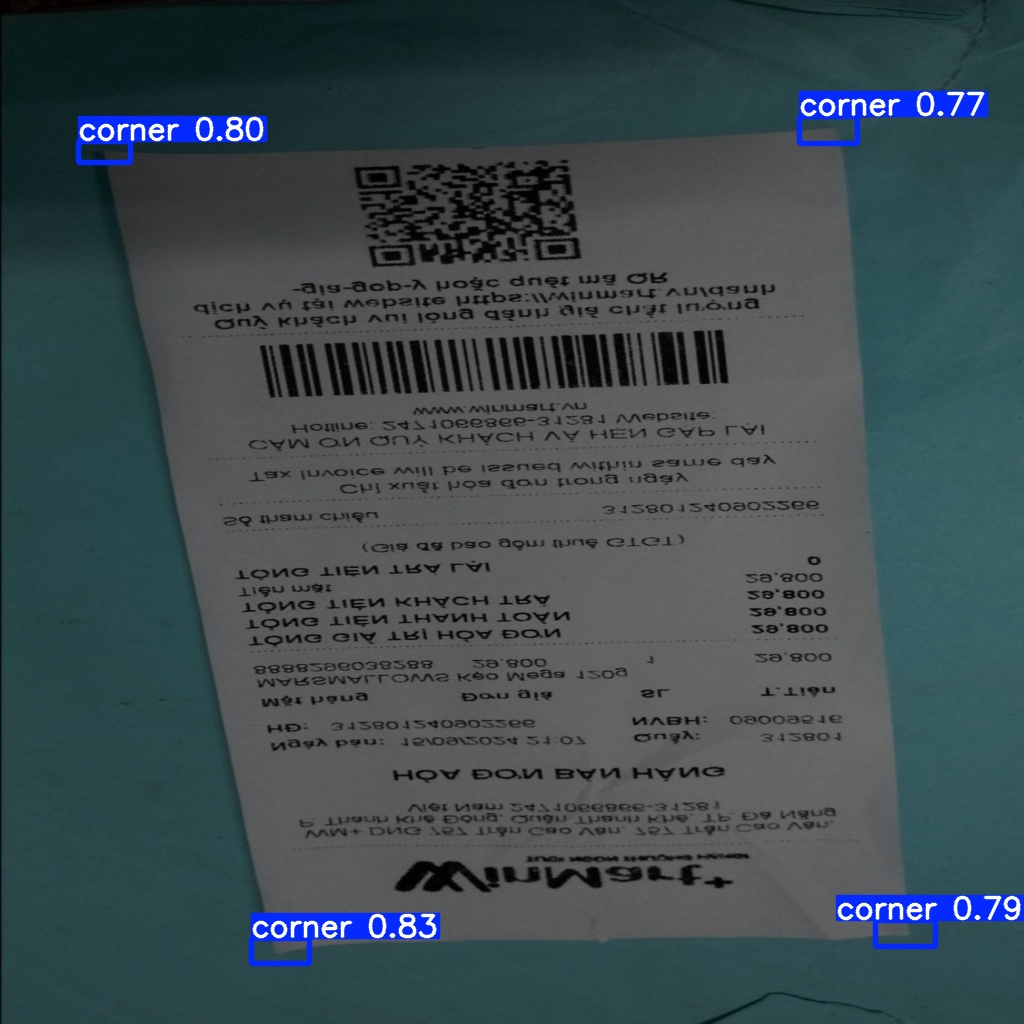 corner 0.80
corner 0.77
corner 0.83
corner 0.79
WinMart+
WM+ DNG 757 Trần Cao Vân, 757 Trần Cao Vân,
P. Thanh Khê Đông, Quận Thanh Khê, TP. Đà Nẵng
Việt Nam 2471066866-31281
HÓA ĐƠN BÁN HÀNG
Ngày bán: 15/09/2024 21:07 Quầy: 312801
HĐ: 312801240902266 NVBH: 09009516
Mặt hàng Đơn giá SL T.Tiền
MARSMALLOWS Kẹo Mega 120g
8888296038288 29,800 1 29,800
TỔNG GIÁ TRỊ HÓA ĐƠN 29,800
TỔNG TIỀN THANH TOÁN 29,800
TỔNG TIỀN KHÁCH TRẢ 29,800
Tiền mặt 29,800
TỔNG TIỀN TRẢ LẠI 0
(Giá đã bao gồm thuế GTGT)
Số tham chiếu 312801240902266
Chỉ xuất hóa đơn trong ngày
Tax invoice will be issued within same day
CẢM ƠN QUÝ KHÁCH VÀ HẸN GẶP LẠI
Hotline: 2471066866-31281 Website:
www.winmart.vn
Quý khách vui lòng đánh giá chất lượng
dịch vụ tại website https://winmart.vn/danh
-gia-gop-y hoặc quét mã QR